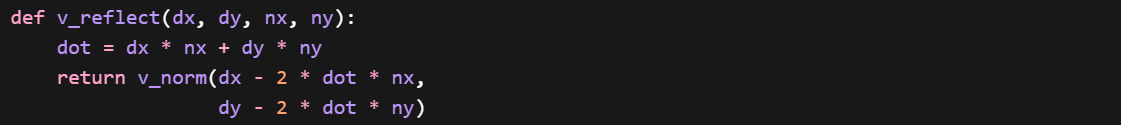 def v_reflect(dx, dy, nx, ny):
    dot = dx * nx + dy * ny
    return v_norm(dx - 2 * dot * nx,
                  dy - 2 * dot * ny)